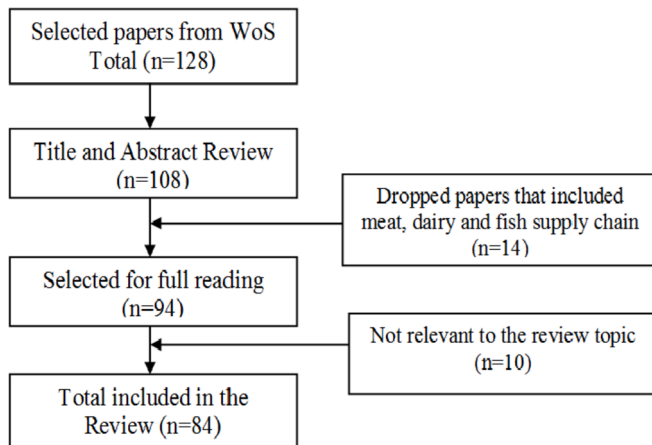 Selected papers from WoS
Total (n=128)
Title and Abstract Review
(n=108)
Dropped papers that included
meat, dairy and fish supply chain
(n=14)
Selected for full reading
(n=94)
Not relevant to the review topic
(n=10)
Total included in the
Review (n=84)